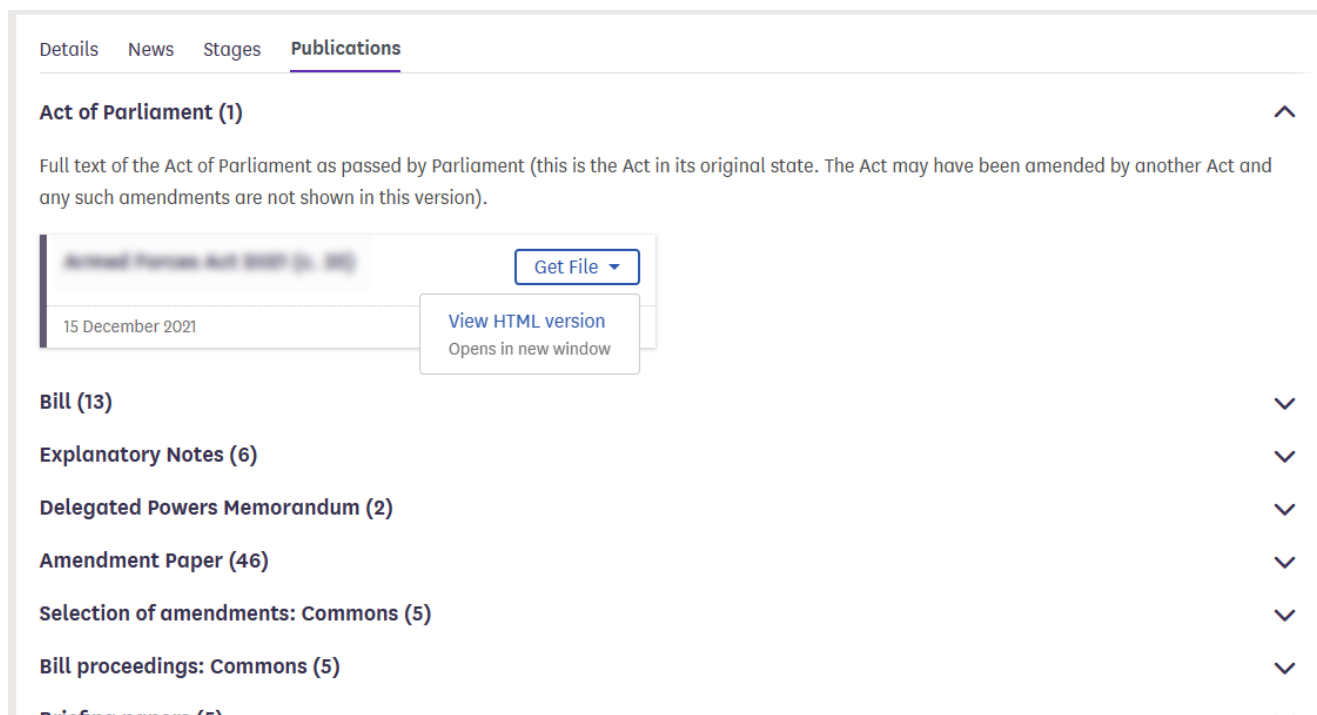 Details News Stages Publications
Act of Parliament (1)
Full text of the Act of Parliament as passed by Parliament (this is the Act in its original state. The Act may have been amended by another Act and
any such amendments are not shown in this version).
Get File
15 December 2021
View HTML version
Opens in new window
Bill (13)
Explanatory Notes (6)
Delegated Powers Memorandum (2)
Amendment Paper (46)
Selection of amendments: Commons (5)
Bill proceedings: Commons (5)